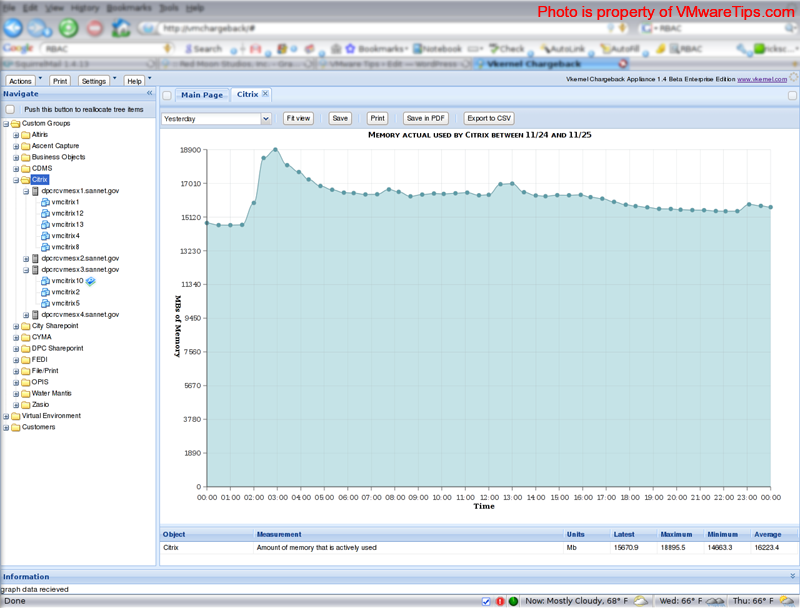 Photo is property of VMwareTips.com
File Edit View History Bookmarks Tools Help
http://vmchargeback/#
RBAC
Google RBAC Search Bookmarks Notebook Check AutoLink AutoFill RBAC
SquirrelMail 1.4.13 Red Moon Studios, Inc. - Gra... VMware Tips › Edit — WordPress Vkernel Chargeback
Actions Print Settings Help
Vkernel Chargeback Appliance 1.4 Beta Enterprise Edition www.vkernel.com
Navigate
Push this button to reallocate tree items
Custom Groups
Altiris
Ascent Capture
Business Objects
CDMS
Citrix
dpcrcvmesx1.sannet.gov
vmcitrix1
vmcitrix12
vmcitrix13
vmcitrix4
vmcitrix8
dpcrcvmesx2.sannet.gov
dpcrcvmesx3.sannet.gov
vmcitrix10
vmcitrix2
vmcitrix5
dpcrcvmesx4.sannet.gov
City Sharepoint
CYMA
DPC Sharepoint
FEDI
File/Print
OPIS
Water Mantis
Zasio
Virtual Environment
Customers
Main Page Citrix
Yesterday Fit view Save Print Save in PDF Export to CSV
Memory actual used by Citrix between 11/24 and 11/25
18900
17010
15120
13230
11340
9450
7560
5670
3780
1890
0
MBs of Memory
00:00 01:00 02:00 03:00 04:00 05:00 06:00 07:00 08:00 09:00 10:00 11:00 12:00 13:00 14:00 15:00 16:00 17:00 18:00 19:00 20:00 21:00 22:00 23:00 00:00
Time
Object Measurement Units Latest Maximum Minimum Average
Citrix Amount of memory that is actively used Mb 15670.9 18895.5 14663.3 16223.4
Information
graph data recieved
Done
Now: Mostly Cloudy, 68° F Wed: 66° F Thu: 66° F